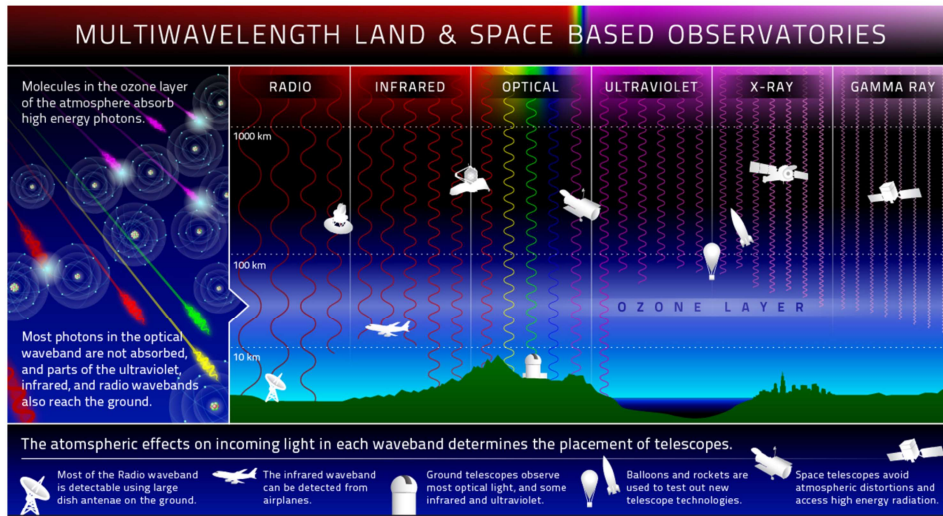 MULTIWAVELENGTH LAND & SPACE BASED OBSERVATORIES
Molecules in the ozone layer
of the atmosphere absorb
high energy photons.
RADIO
INFRARED
OPTICAL
ULTRAVIOLET
X-RAY
GAMMA RAY
1000 km
100 km
OZONE LAYER
10 km
Most photons in the optical
waveband are not absorbed,
and parts of the ultraviolet,
infrared, and radio wavebands
also reach the ground.
The atomspheric effects on incoming light in each waveband determines the placement of telescopes.
Most of the Radio waveband
is detectable using large
dish antenae on the ground.
The infrared waveband
can be detected from
airplanes.
Ground telescopes observe
most optical light, and some
infrared and ultraviolet.
Balloons and rockets are
used to test out new
telescope technologies.
Space telescopes avoid
atmospheric distortions and
access high energy radiation.